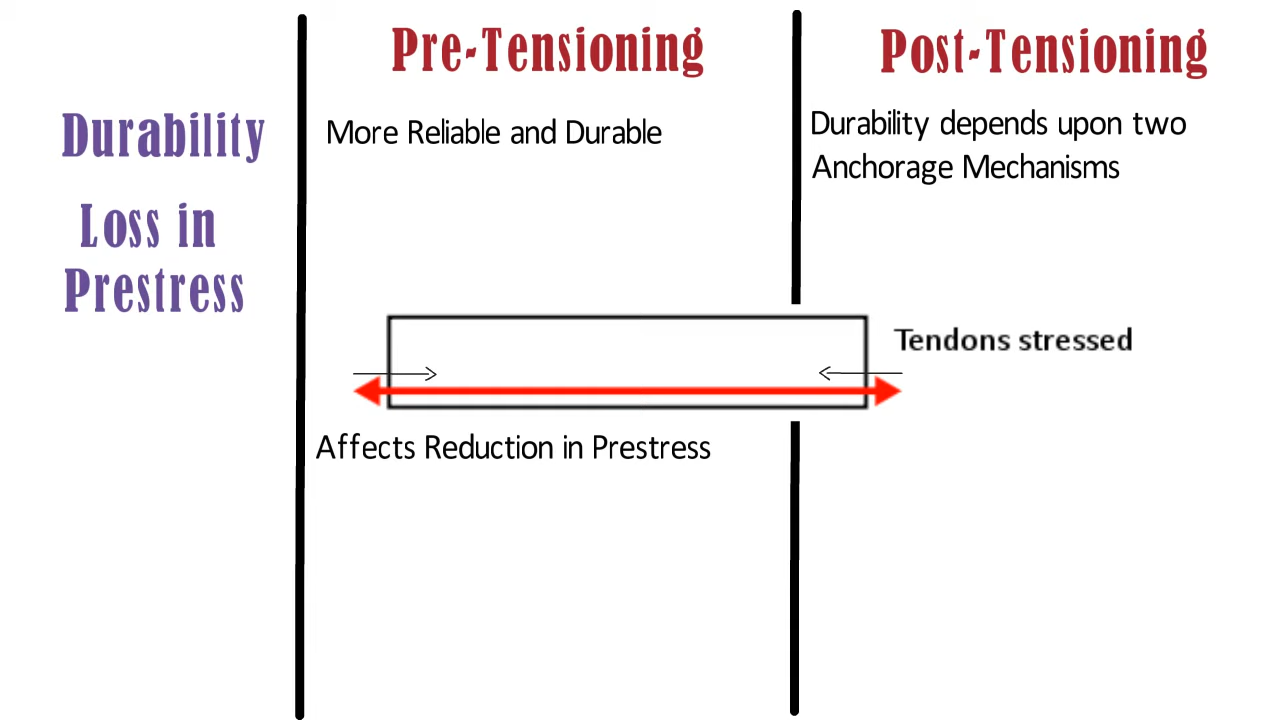 Pre-Tensioning
Post-Tensioning
Durability
More Reliable and Durable
Durability depends upon two
Anchorage Mechanisms
Loss in
Prestress
Tendons stressed
Affects Reduction in Prestress